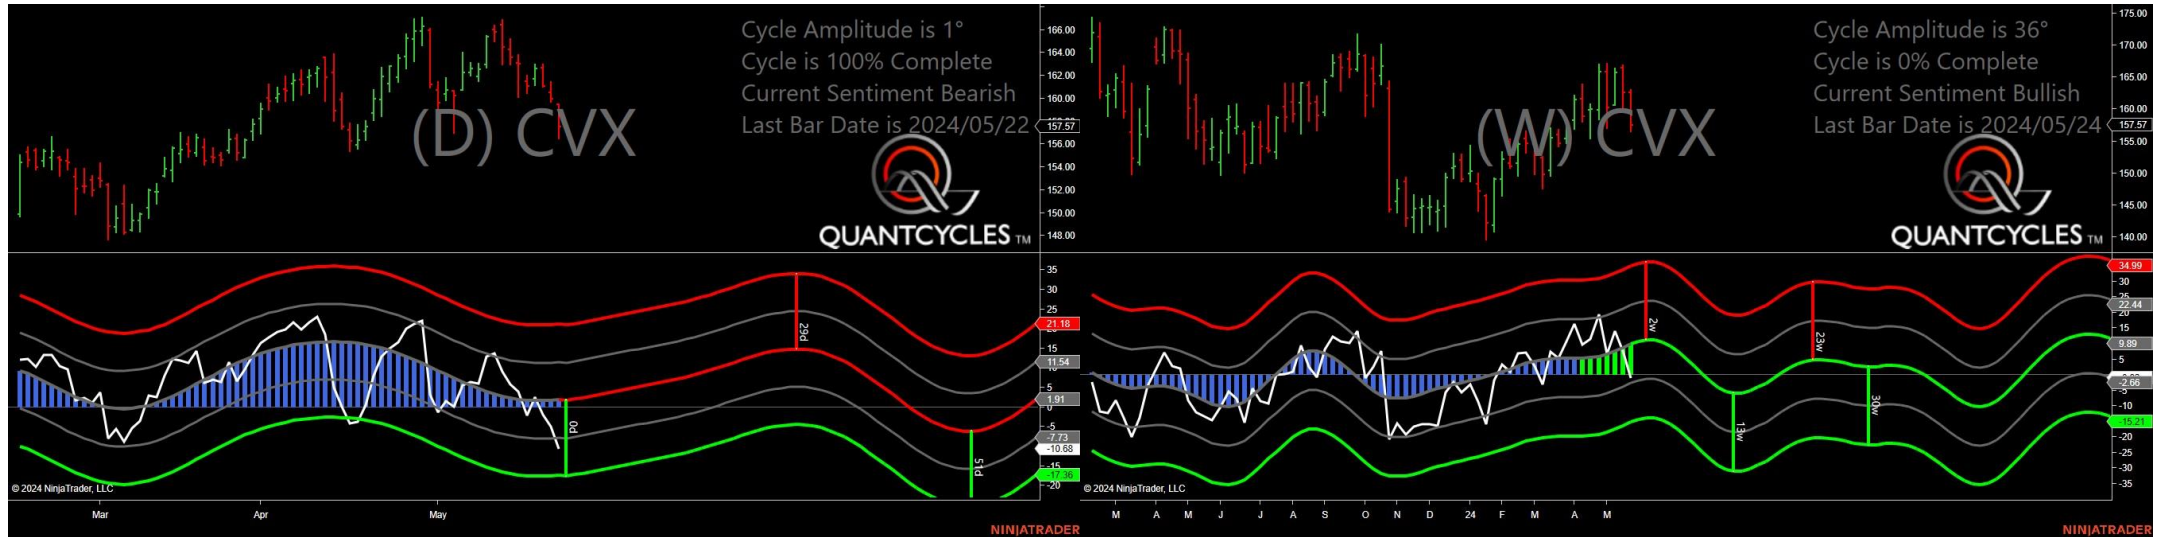 Cycle Amplitude is 1°
Cycle is 100% Complete
Current Sentiment Bearish
Last Bar Date is 2024/05/22
(D) CVX
QUANTCYCLES TM
166.00
164.00
162.00
160.00
157.57
156.00
154.00
152.00
150.00
148.00
35
30
25
21.18
15
11.54
5
1.91
0
-5
-7.73
-10.68
-15
-17.36
-20
29d
0d
51d
© 2024 NinjaTrader, LLC
Mar
Apr
May
NINJATRADER
Cycle Amplitude is 36°
Cycle is 0% Complete
Current Sentiment Bullish
Last Bar Date is 2024/05/24
(W) CVX
QUANTCYCLES TM
175.00
170.00
165.00
160.00
157.57
155.00
150.00
145.00
140.00
34.99
30
25
22.44
20
15
9.89
5
-2.66
-5
-10
-15.21
-20
-25
-30
-35
2w
13w
23w
30w
© 2024 NinjaTrader, LLC
M A M J J A S O N D 24 F M A M
NINJATRADER